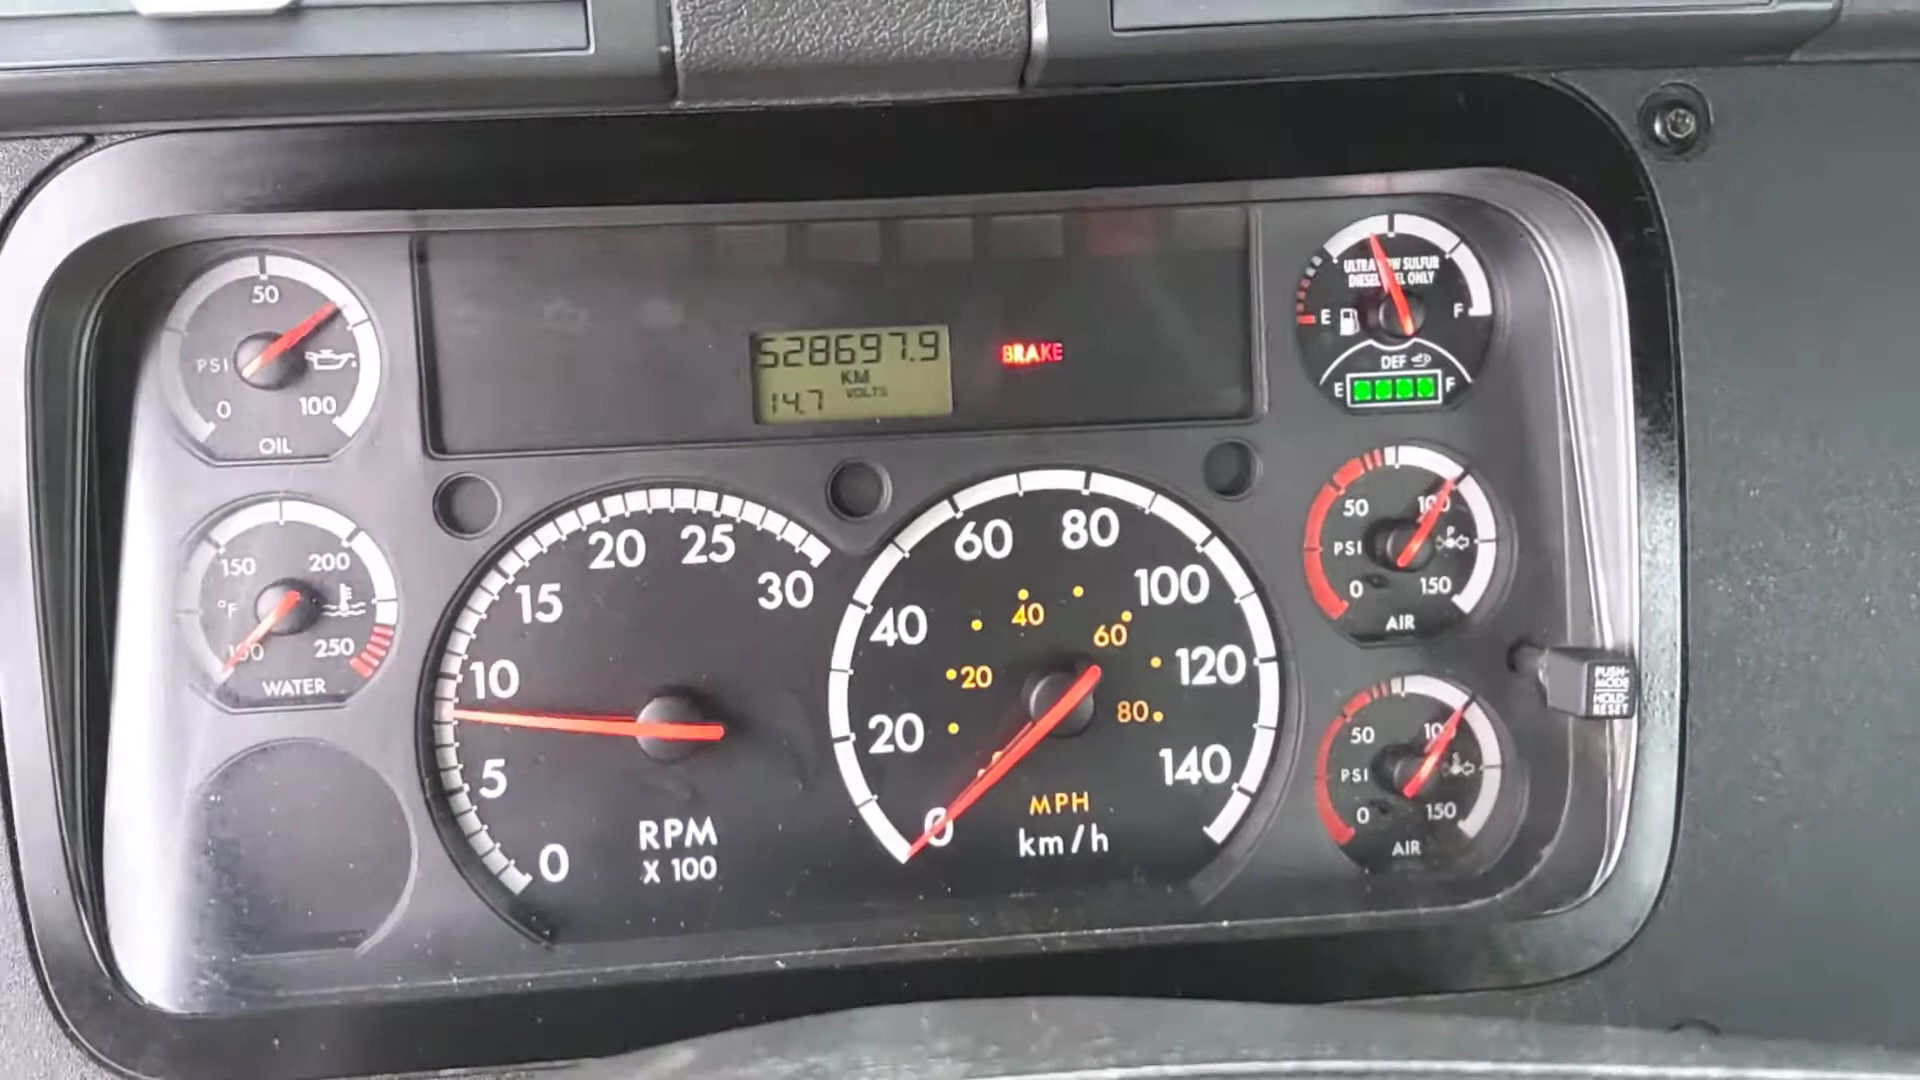 50
PSI
0
100
OIL
150
200
°F
100
250
WATER
528697.9
KM
14.7 VOLTS
BRAKE
0
5
10
15
20
25
30
RPM
X 100
0
20
40
60
80
100
120
140
20
40
60
80
MPH
km/h
ULTRA LOW SULFUR
DIESEL FUEL ONLY
E
F
DEF
E
F
50
100
PSI
0
150
AIR
50
100
PSI
0
150
AIR
PUSH-
MODE
HOLD-
RESET